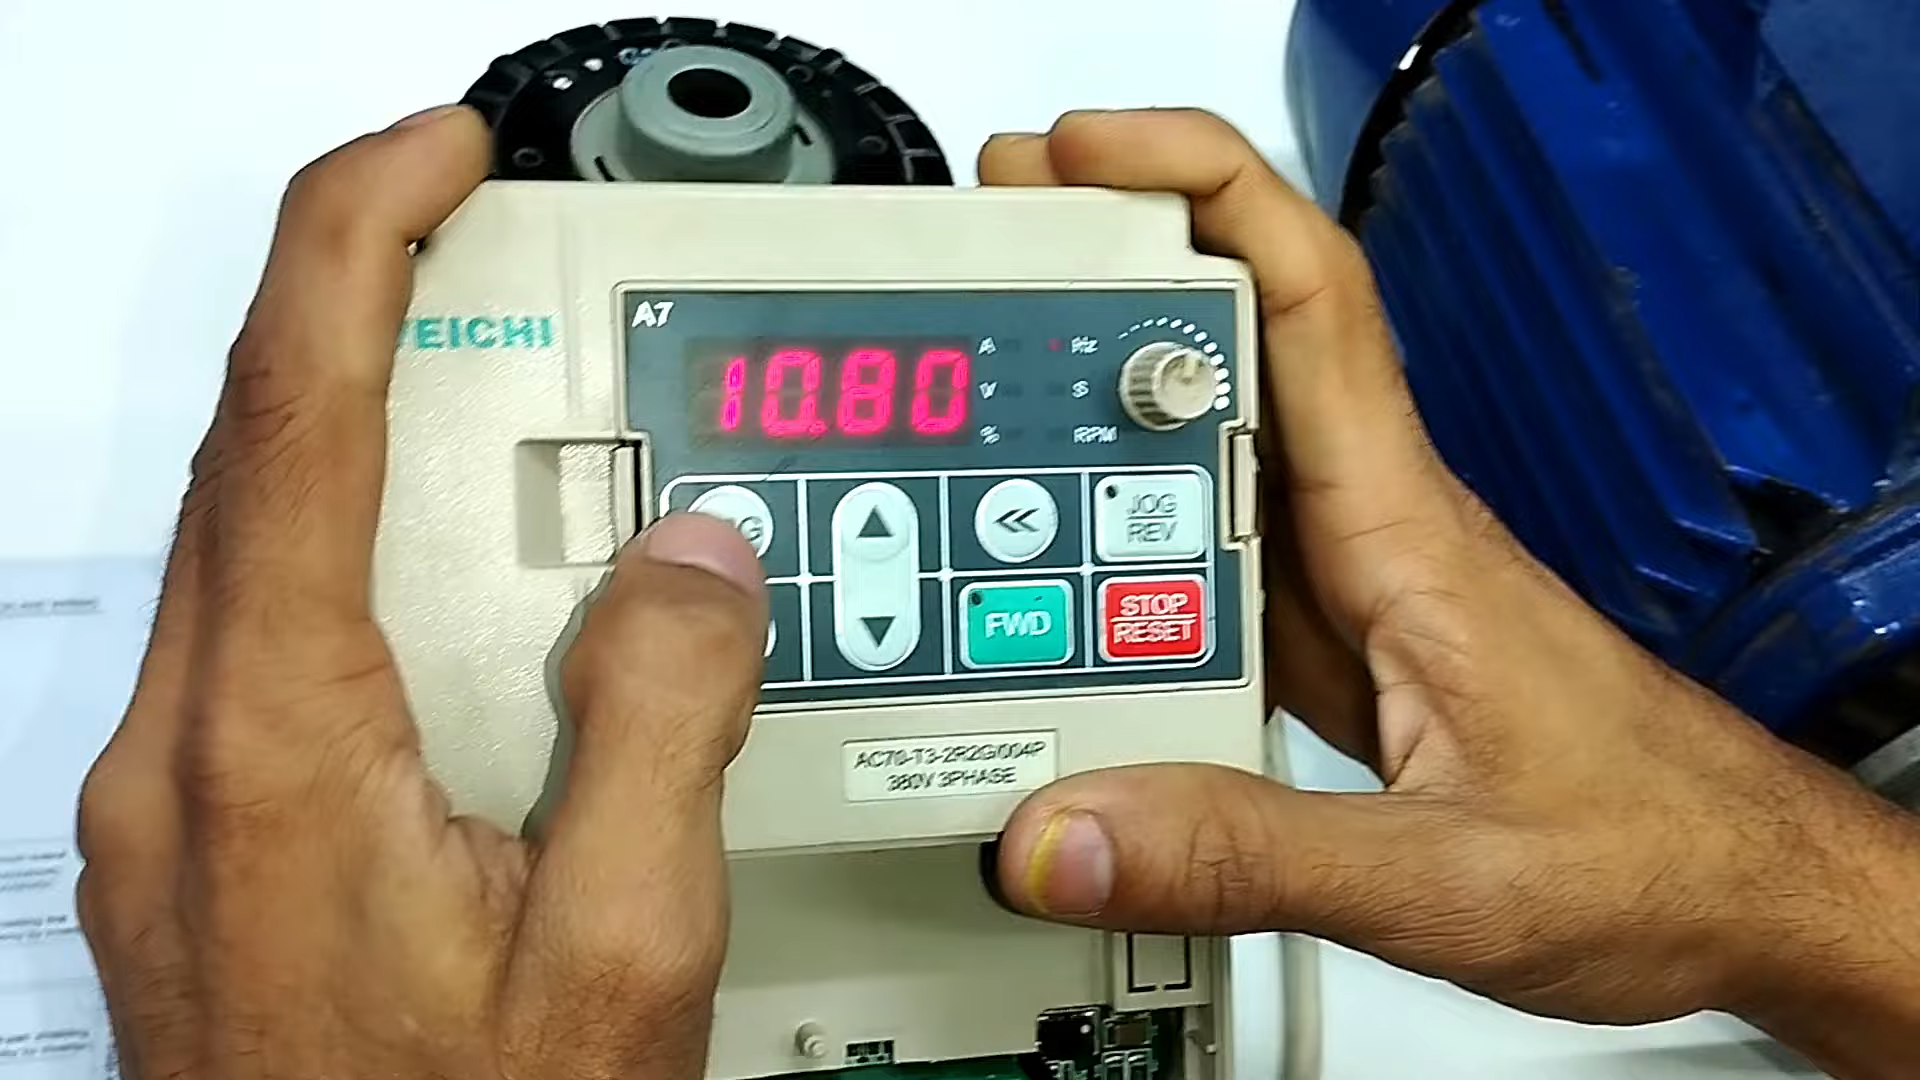 A7
EICHI
10.80
A
Hz
V
S
%
RPM
JOG
REV
FWD
STOP
RESET
AC70-T3-2R2G/004P
380V 3PHASE